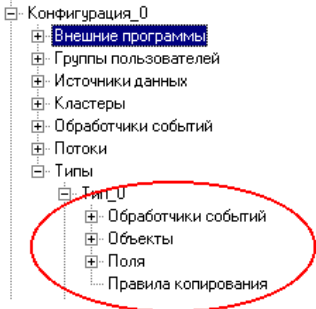 Конфигурация_0
Внешние программы
Группы пользователей
Источники данных
Кластеры
Обработчики событий
Потоки
Типы
Тип_0
Обработчики событий
Объекты
Поля
Правила копирования